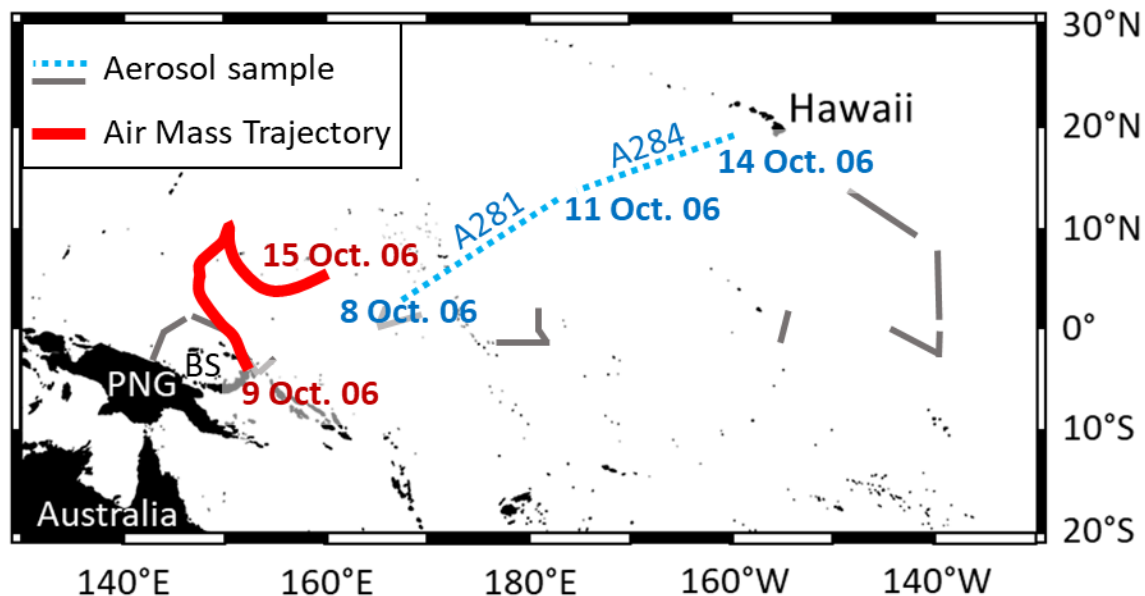 30°N
Aerosol sample
Air Mass Trajectory
Hawaii
20°N
A284
14 Oct. 06
A281
11 Oct. 06
10°N
15 Oct. 06
8 Oct. 06
0°
BS
PNG
9 Oct. 06
10°S
Australia
20°S
140°E 160°E 180°E 160°W 140°W